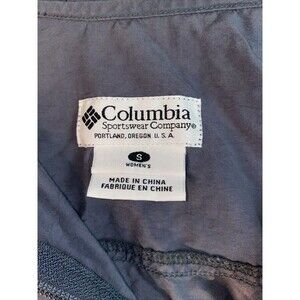 Columbia
Sportswear Company®
PORTLAND, OREGON U.S.A.
S
WOMEN'S
MADE IN CHINA
FABRIQUE EN CHINE